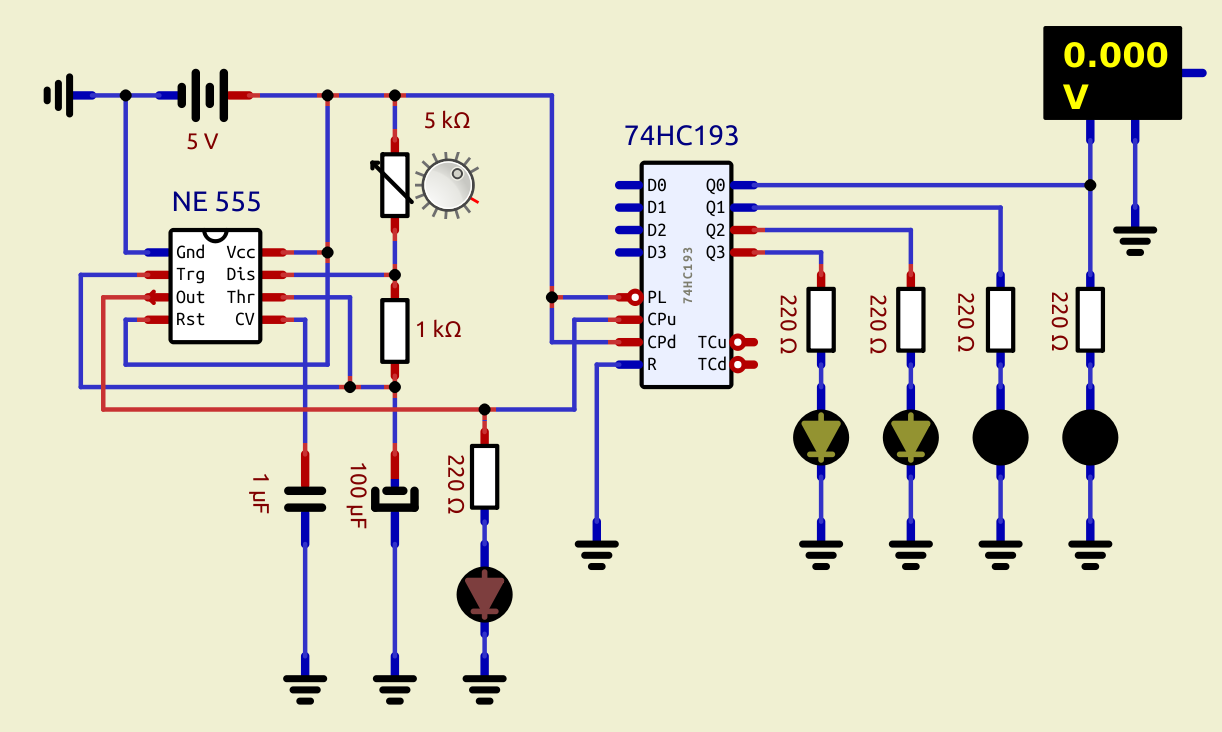 0.000
V
5 kΩ
5 V
74HC193
NE 555
Gnd Vcc
Trg Dis
Out Thr
Rst CV
1 kΩ
D0 Q0
D1 Q1
D2 Q2
D3 Q3
74HC193
PL
CPu
CPd TCu
R TCd
220 Ω
220 Ω
220 Ω
220 Ω
1 µF
100 µF
220 Ω